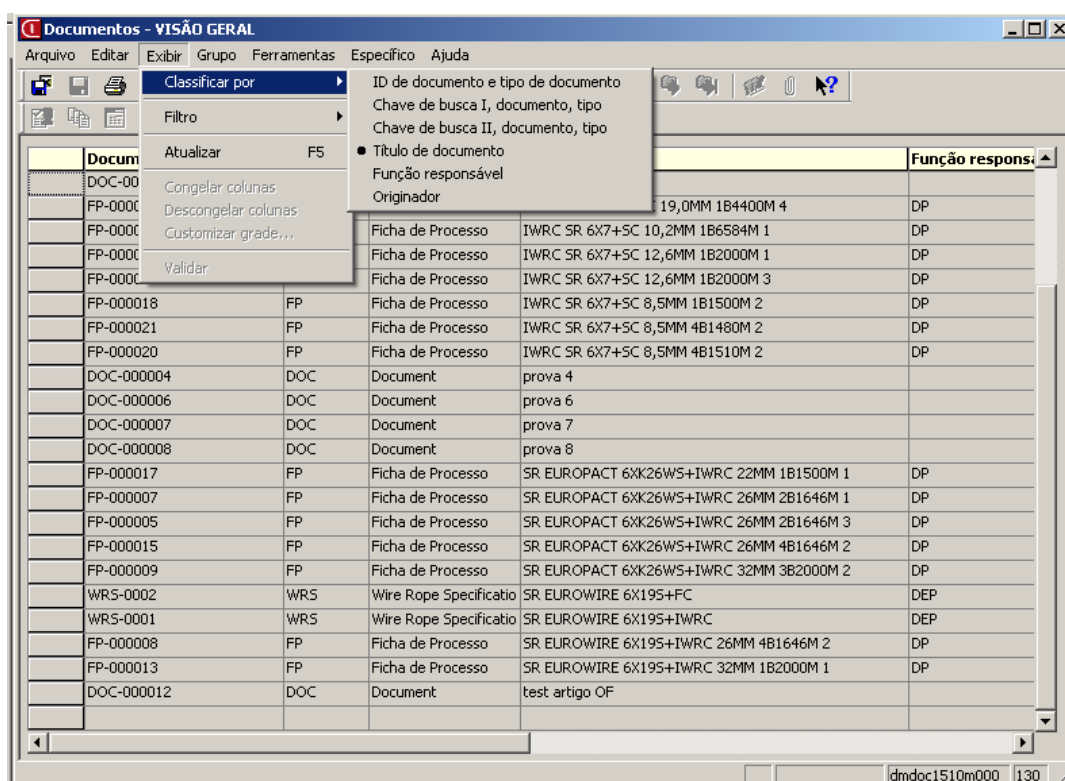 Documentos - VISÃO GERAL
Arquivo Editar Exibir Grupo Ferramentas Específico Ajuda
Classificar por
Filtro
Atualizar F5
Congelar colunas
Descongelar colunas
Customizar grade...
Validar
ID de documento e tipo de documento
Chave de busca I, documento, tipo
Chave de busca II, documento, tipo
Título de documento
Função responsável
Originador
Docum Função respons
DOC-00
FP-0000 19,0MM 1B4400M 4 DP
FP-0000 Ficha de Processo IWRC SR 6X7+SC 10,2MM 1B6584M 1 DP
FP-0000 Ficha de Processo IWRC SR 6X7+SC 12,6MM 1B2000M 1 DP
FP-0000 Ficha de Processo IWRC SR 6X7+SC 12,6MM 1B2000M 3 DP
FP-000018 FP Ficha de Processo IWRC SR 6X7+SC 8,5MM 1B1500M 2 DP
FP-000021 FP Ficha de Processo IWRC SR 6X7+SC 8,5MM 4B1480M 2 DP
FP-000020 FP Ficha de Processo IWRC SR 6X7+SC 8,5MM 4B1510M 2 DP
DOC-000004 DOC Document prova 4
DOC-000006 DOC Document prova 6
DOC-000007 DOC Document prova 7
DOC-000008 DOC Document prova 8
FP-000017 FP Ficha de Processo SR EUROPACT 6XK26WS+IWRC 22MM 1B1500M 1 DP
FP-000007 FP Ficha de Processo SR EUROPACT 6XK26WS+IWRC 26MM 2B1646M 1 DP
FP-000005 FP Ficha de Processo SR EUROPACT 6XK26WS+IWRC 26MM 2B1646M 3 DP
FP-000015 FP Ficha de Processo SR EUROPACT 6XK26WS+IWRC 26MM 4B1646M 2 DP
FP-000009 FP Ficha de Processo SR EUROPACT 6XK26WS+IWRC 32MM 3B2000M 2 DP
WRS-0002 WRS Wire Rope Specificatio SR EUROWIRE 6X19S+FC DEP
WRS-0001 WRS Wire Rope Specificatio SR EUROWIRE 6X19S+IWRC DEP
FP-000008 FP Ficha de Processo SR EUROWIRE 6X19S+IWRC 26MM 4B1646M 2 DP
FP-000013 FP Ficha de Processo SR EUROWIRE 6X19S+IWRC 32MM 1B2000M 1 DP
DOC-000012 DOC Document test artigo OF
dmdoc1510m000 130